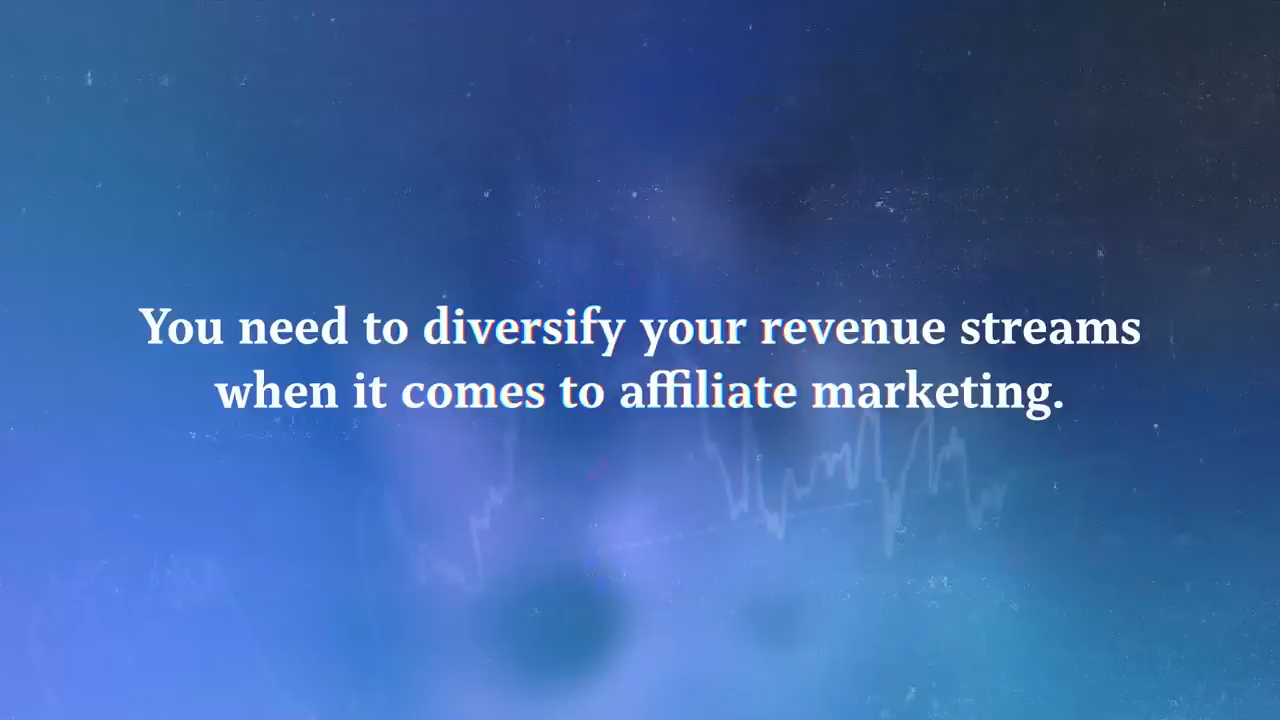 You need to diversify your revenue streams
when it comes to affiliate marketing.